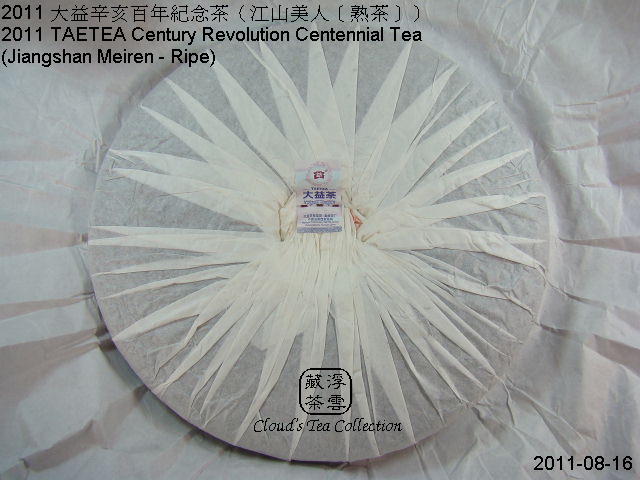 2011 大益辛亥百年紀念茶（江山美人〔熟茶〕）
2011 TAETEA Century Revolution Centennial Tea
(Jiangshan Meiren - Ripe)
TAETEA
大益茶
藏浮
茶雲
Cloud's Tea Collection
2011-08-16